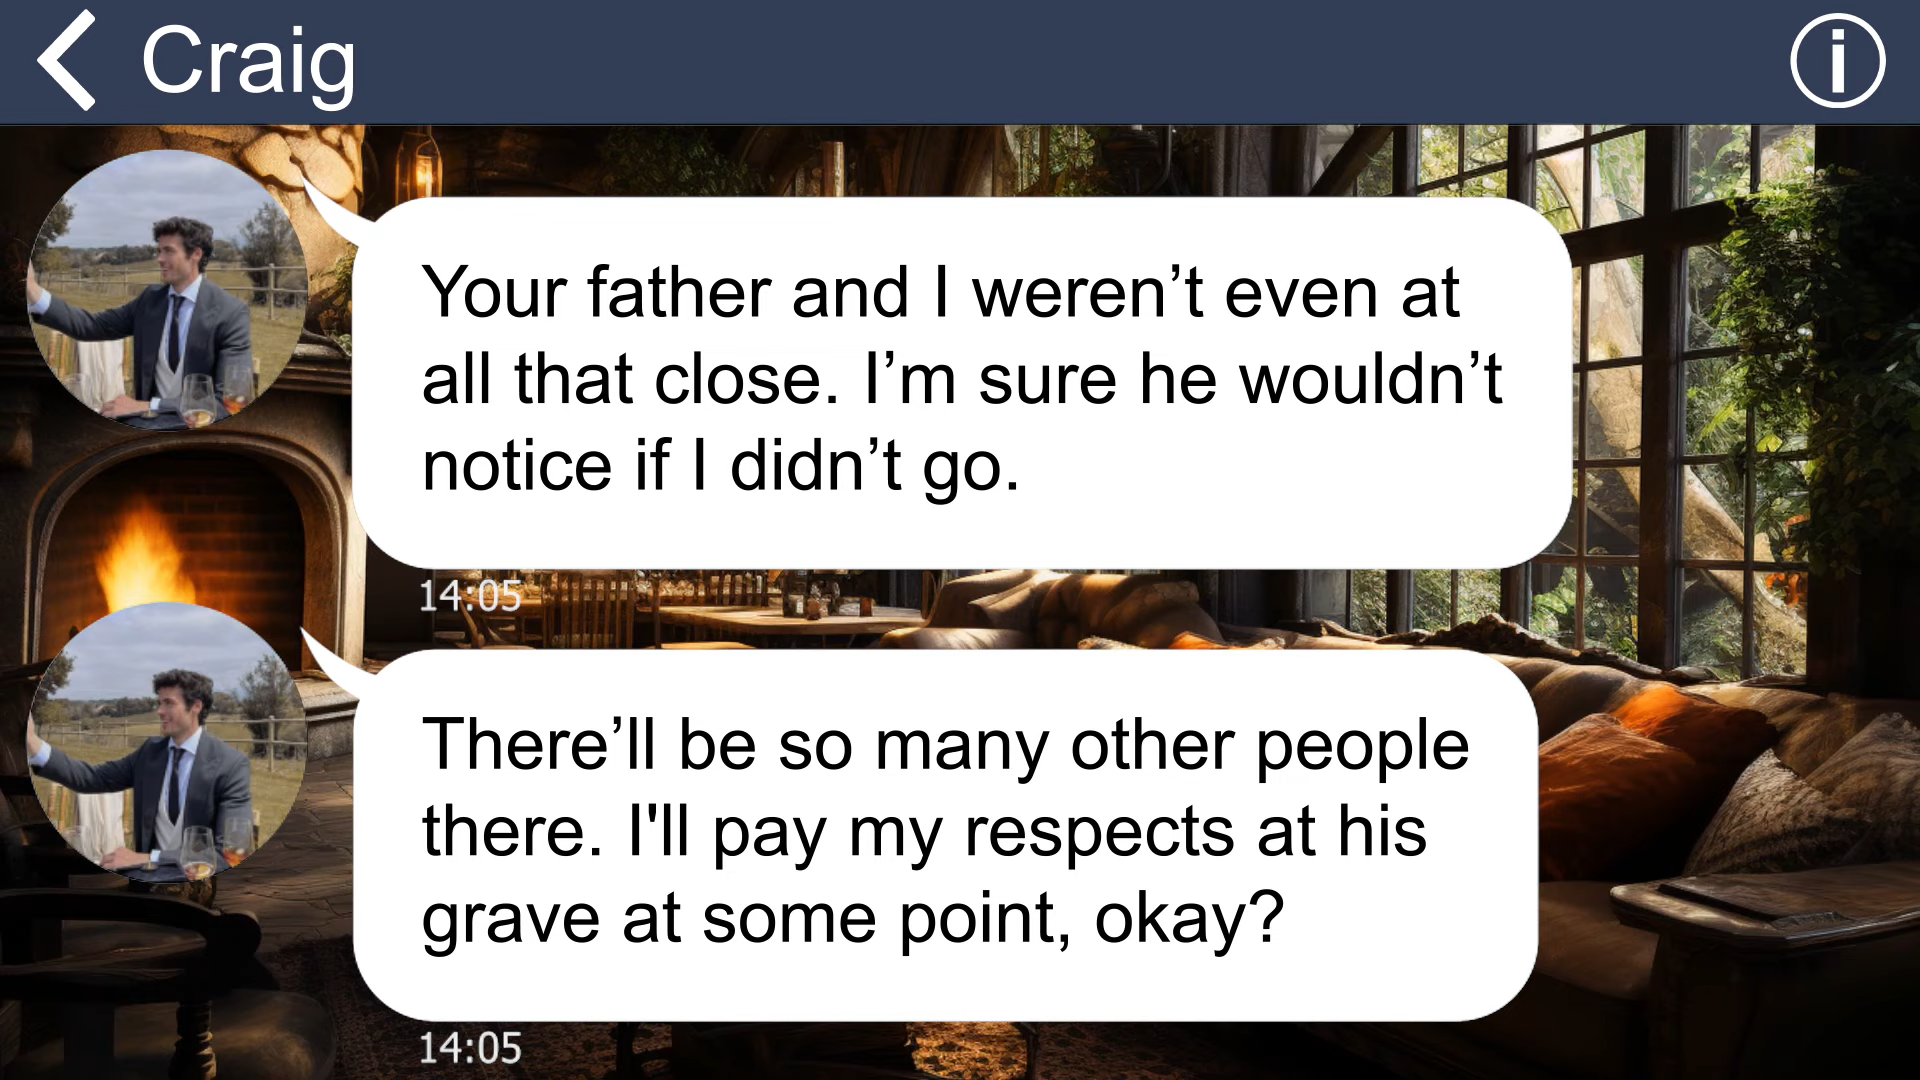 Craig
Your father and I weren’t even at
all that close. I’m sure he wouldn’t
notice if I didn’t go.
14:05
There’ll be so many other people
there. I'll pay my respects at his
grave at some point, okay?
14:05